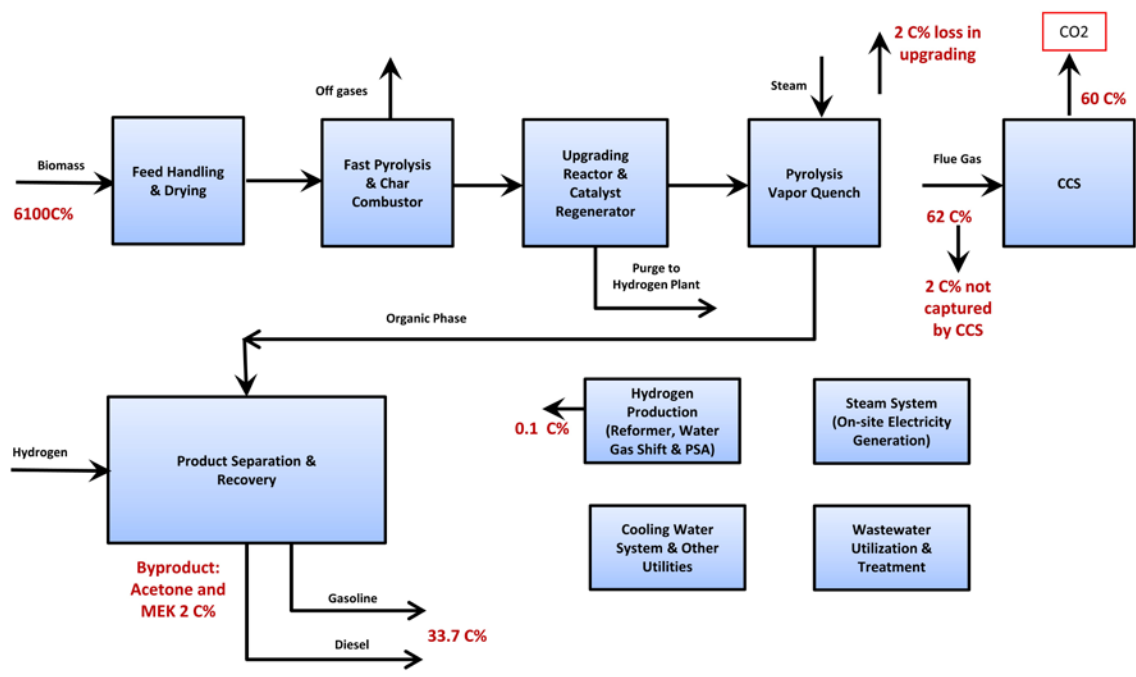 2 C% loss in
upgrading
CO2
Off gases
Steam
60 C%
Biomass
6100C%
Feed Handling
& Drying
Fast Pyrolysis
& Char
Combustor
Upgrading
Reactor &
Catalyst
Regenerator
Pyrolysis
Vapor Quench
Flue Gas
62 C%
CCS
2 C% not
captured
by CCS
Purge to
Hydrogen Plant
Organic Phase
Hydrogen
Product Separation &
Recovery
0.1 C%
Hydrogen
Production
(Reformer, Water
Gas Shift & PSA)
Steam System
(On-site Electricity
Generation)
Cooling Water
System & Other
Utilities
Wastewater
Utilization &
Treatment
Byproduct:
Acetone and
MEK 2 C%
Gasoline
33.7 C%
Diesel